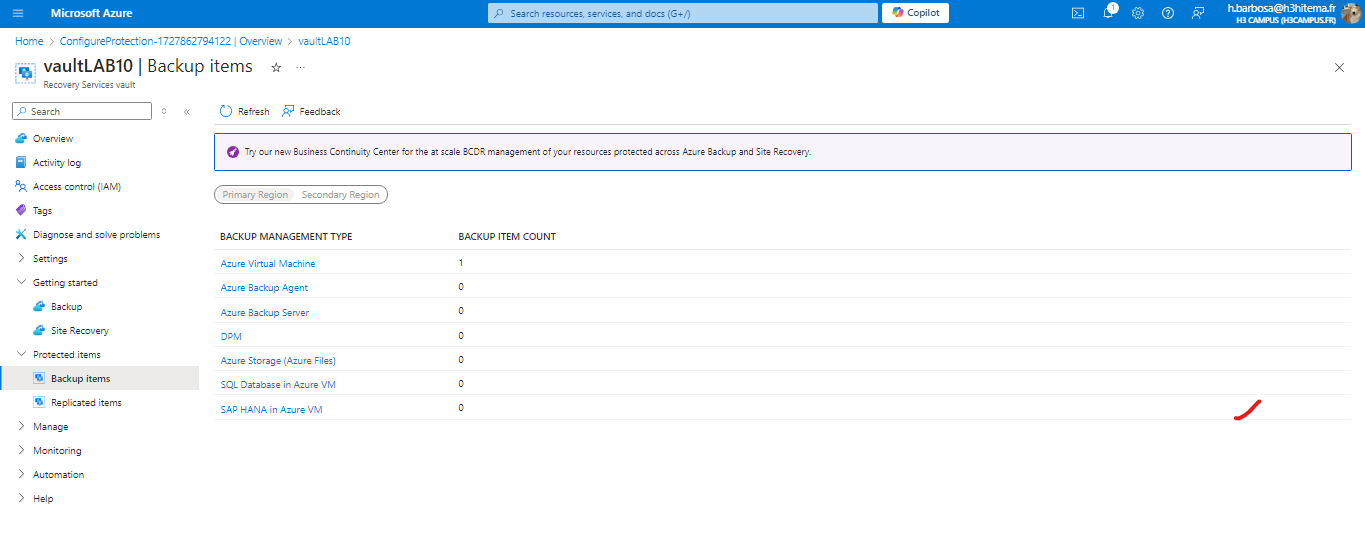 Microsoft Azure
Search resources, services, and docs (G+/)
Copilot
1
h.barbosa@h3hitema.fr
H3 CAMPUS (H3CAMPUS.FR)
Home > ConfigureProtection-1727862794122 | Overview > vaultLAB10
vaultLAB10 | Backup items
Recovery Services vault
Search
Refresh
Feedback
Overview
Activity log
Access control (IAM)
Tags
Diagnose and solve problems
Settings
Getting started
Backup
Site Recovery
Protected items
Backup items
Replicated items
Manage
Monitoring
Automation
Help
Try our new Business Continuity Center for the at scale BCDR management of your resources protected across Azure Backup and Site Recovery.
Primary Region Secondary Region
BACKUP MANAGEMENT TYPE BACKUP ITEM COUNT
Azure Virtual Machine 1
Azure Backup Agent 0
Azure Backup Server 0
DPM 0
Azure Storage (Azure Files) 0
SQL Database in Azure VM 0
SAP HANA in Azure VM 0